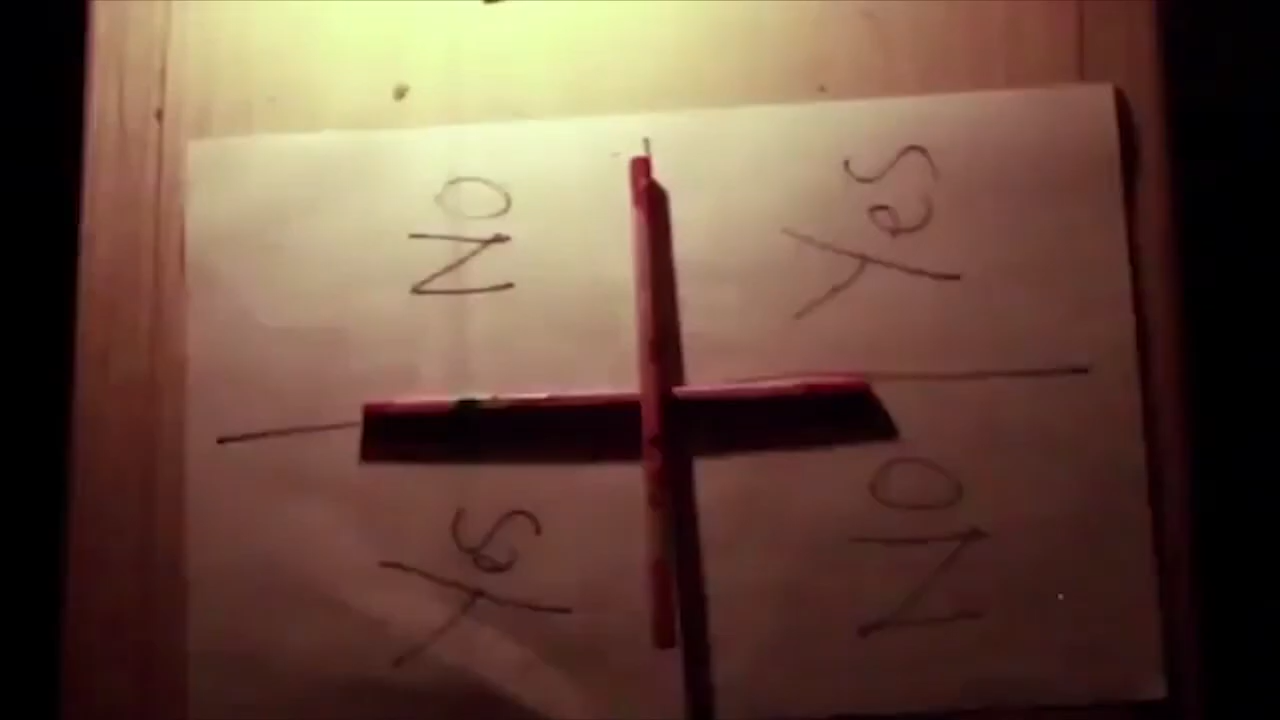 Yes NO
NO Yes